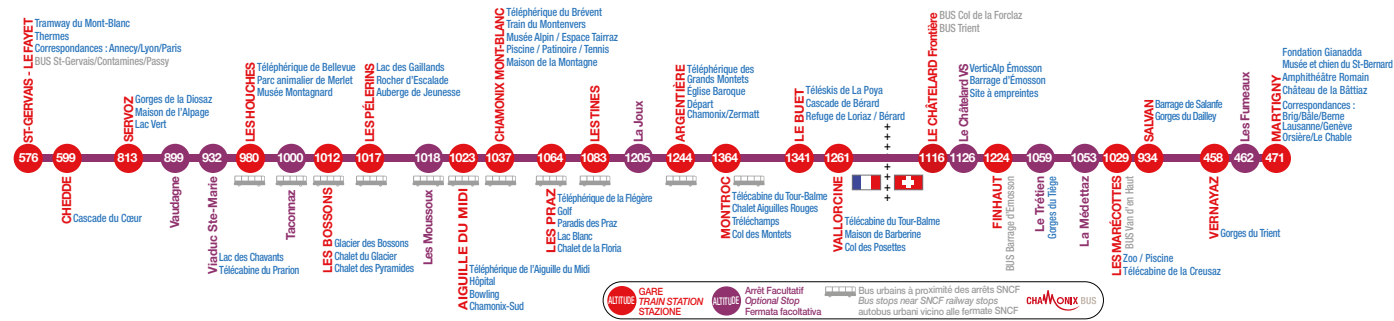 ST-GERVAIS - LE FAYET
Tramway du Mont-Blanc
Thermes
Correspondances : Annecy/Lyon/Paris
BUS St-Gervais/Contamines/Passy
576
599
CHEDDE
Cascade du Cœur
SERVOZ
Gorges de la Diosaz
Maison de l'Alpage
Lac Vert
813
899
Vaudagne
932
Viaduc Ste-Marie
Lac des Chavants
Télécabine du Prarion
LES HOUCHES
Téléphérique de Bellevue
Parc animalier de Merlet
Musée Montagnard
980
1000
Taconnaz
1012
LES BOSSONS
Glacier des Bossons
Chalet du Glacier
Chalet des Pyramides
LES PÉLERINS
Lac des Gaillands
Rocher d'Escalade
Auberge de Jeunesse
1017
1018
Les Moussoux
1023
AIGUILLE DU MIDI
Téléphérique de l'Aiguille du Midi
Hôpital
Bowling
Chamonix-Sud
CHAMONIX MONT-BLANC
Téléphérique du Brévent
Train du Montenvers
Musée Alpin / Espace Tairraz
Piscine / Patinoire / Tennis
Maison de la Montagne
1037
1064
LES PRAZ
Téléphérique de la Flégère
Golf
Paradis des Praz
Lac Blanc
Chalet de la Floria
LES TINES
1083
La Joux
1205
ARGENTIÈRE
Téléphérique des
Grands Montets
Église Baroque
Départ
Chamonix/Zermatt
1244
1364
MONTROC
Télécabine du Tour-Balme
Chalet Aiguilles Rouges
Tréléchamps
Col des Montets
LE BUET
Téléskis de La Poya
Cascade de Bérard
Refuge de Loriaz / Bérard
1341
1261
VALLORCINE
Télécabine du Tour-Balme
Maison de Barberine
Col des Posettes
LE CHÂTELARD Frontière
BUS Col de la Forclaz
BUS Trient
1116
Le Châtelard VS
VerticAlp Émosson
Barrage d'Émosson
Site à empreintes
1126
1224
FINHAUT
BUS Barrage d'Emosson
1059
Le Trétien
Gorges du Tiège
1053
La Médettaz
1029
LES MARÉCOTTES
BUS Van d'en Haut
Zoo / Piscine
Télécabine de la Creusaz
SALVAN
Barrage de Salanfe
Gorges du Dailley
934
458
VERNAYAZ
Gorges du Trient
Les Fumeaux
462
MARTIGNY
Fondation Gianadda
Musée et chien du St-Bernard
Amphithéâtre Romain
Château de la Bâttiaz
Correspondances :
Brig/Bâle/Berne
Lausanne/Genève
Orsière/Le Chable
471
ALTITUDE
GARE
TRAIN STATION
STAZIONE
ALTITUDE
Arrêt Facultatif
Optional Stop
Fermata facoltativa
Bus urbains à proximité des arrêts SNCF
Bus stops near SNCF railway stops
autobus urbani vicino alle fermate SNCF
CHAMONIX BUS